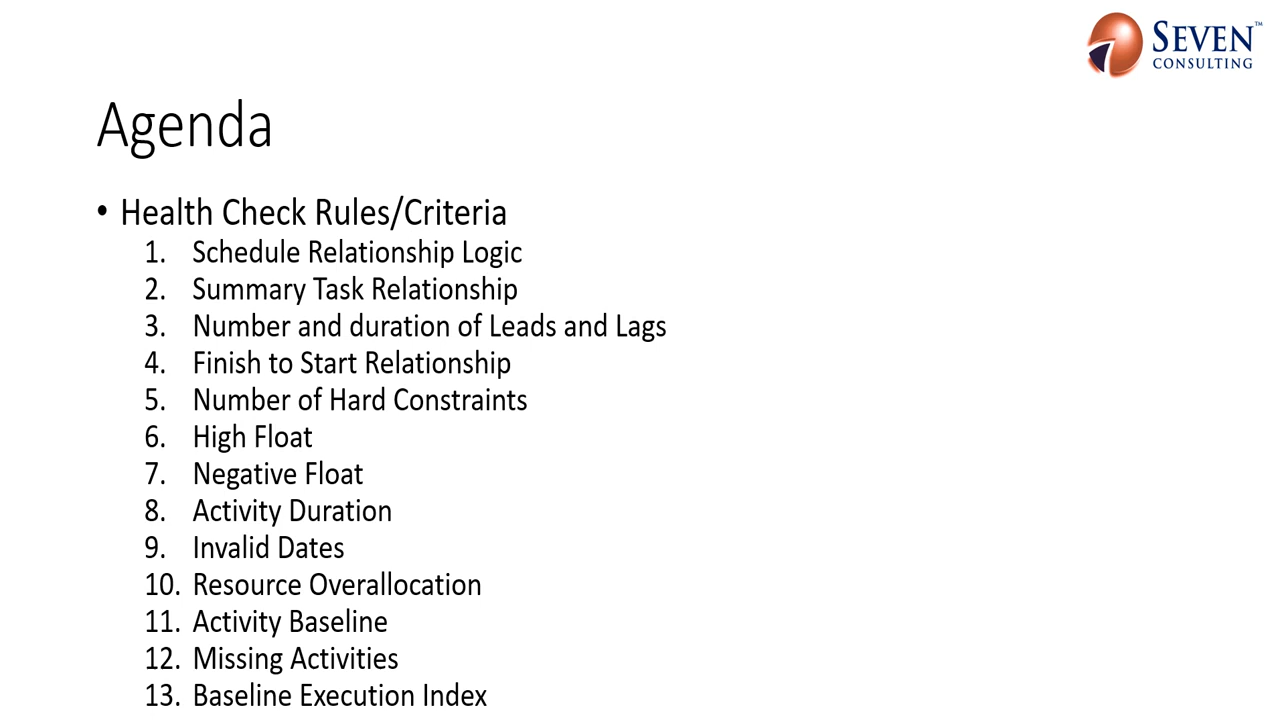 SEVEN™
CONSULTING
Agenda
• Health Check Rules/Criteria
1. Schedule Relationship Logic
2. Summary Task Relationship
3. Number and duration of Leads and Lags
4. Finish to Start Relationship
5. Number of Hard Constraints
6. High Float
7. Negative Float
8. Activity Duration
9. Invalid Dates
10. Resource Overallocation
11. Activity Baseline
12. Missing Activities
13. Baseline Execution Index